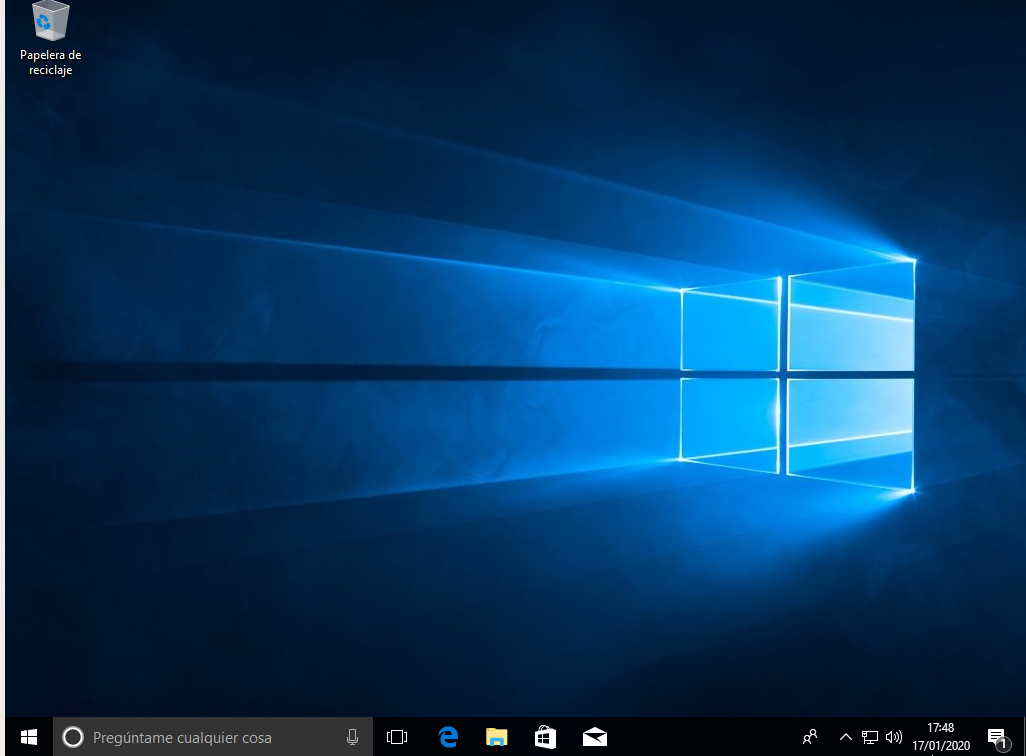 Papelera de
reciclaje
Pregúntame cualquier cosa
17:48
17/01/2020
1